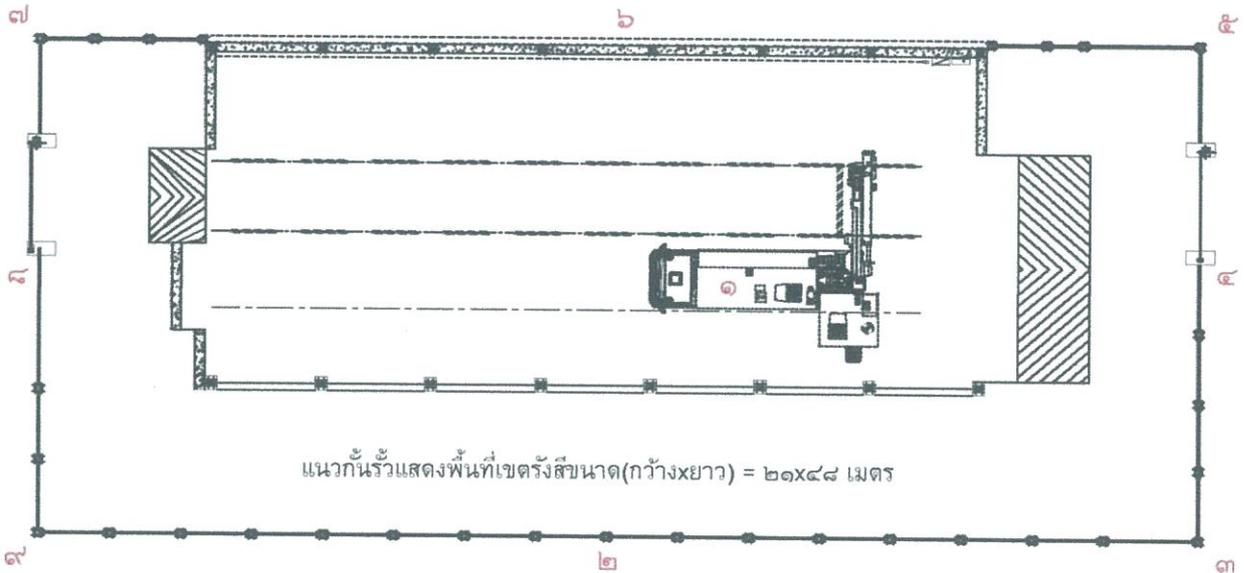 ๗ ๖ ๕
๘ ๑ ๔
แนวกั้นรั้วแสดงพื้นที่เขตรังสีขนาด(กว้างxยาว) = ๒๑x๔๘ เมตร
๙ ๒ ๓